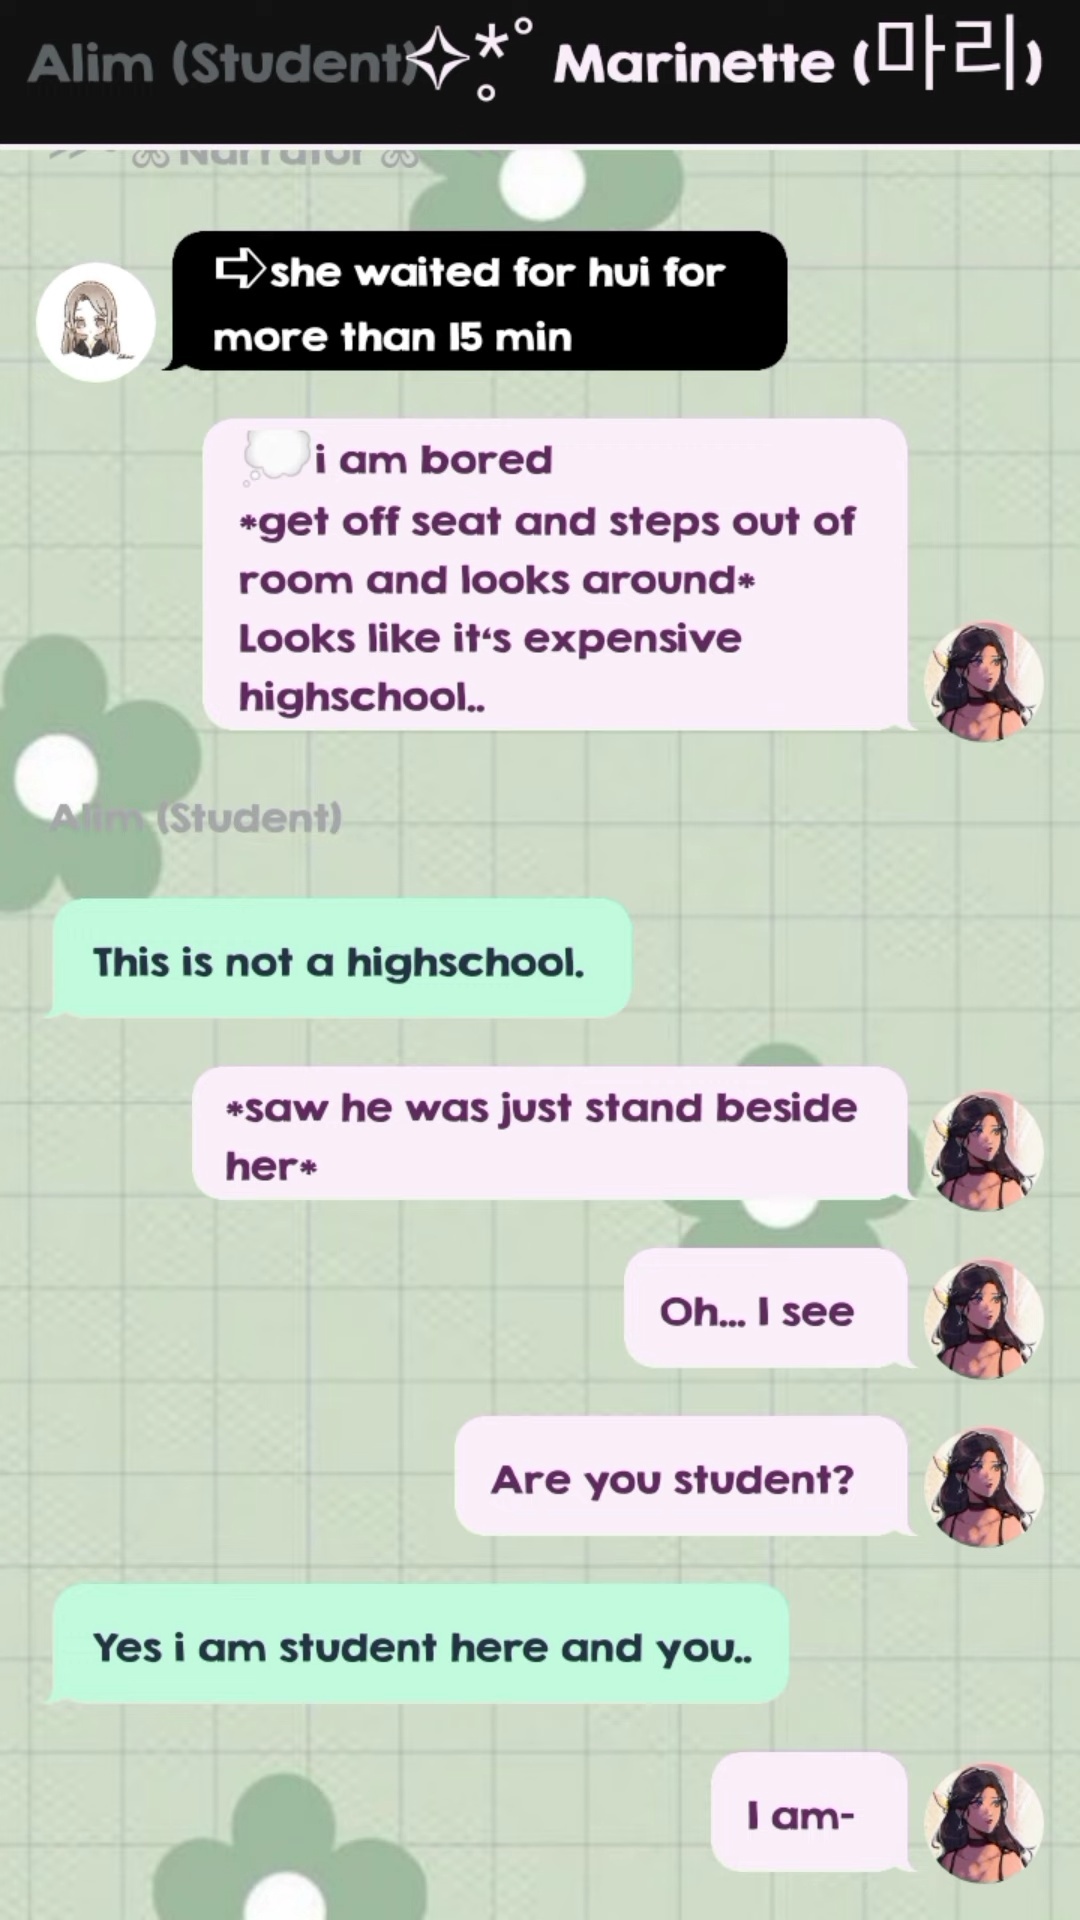 Alim (Student)✧*̥˚ Marinette (마리)
Narrator
⇨she waited for hui for
more than 15 min
💭i am bored
*get off seat and steps out of
room and looks around*
Looks like it‘s expensive
highschool..
Alim (Student)
This is not a highschool.
*saw he was just stand beside
her*
Oh... I see
Are you student?
Yes i am student here and you..
I am-